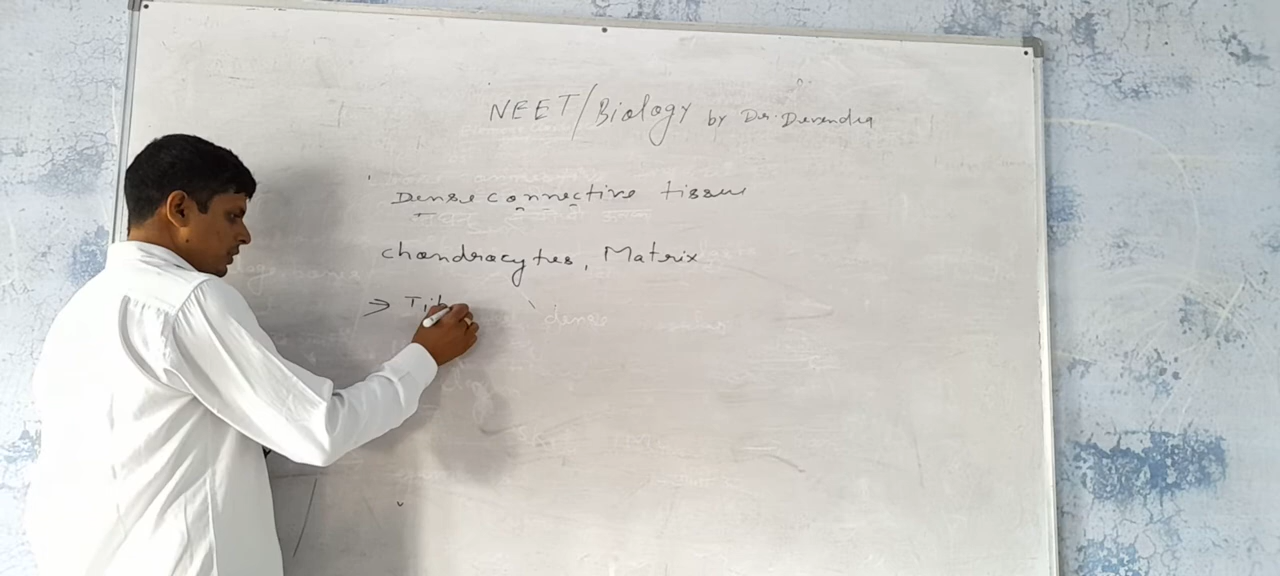 NEET/Biology by Dr. Devendra
Dense connective tissue
chondrocytes, Matrix
→